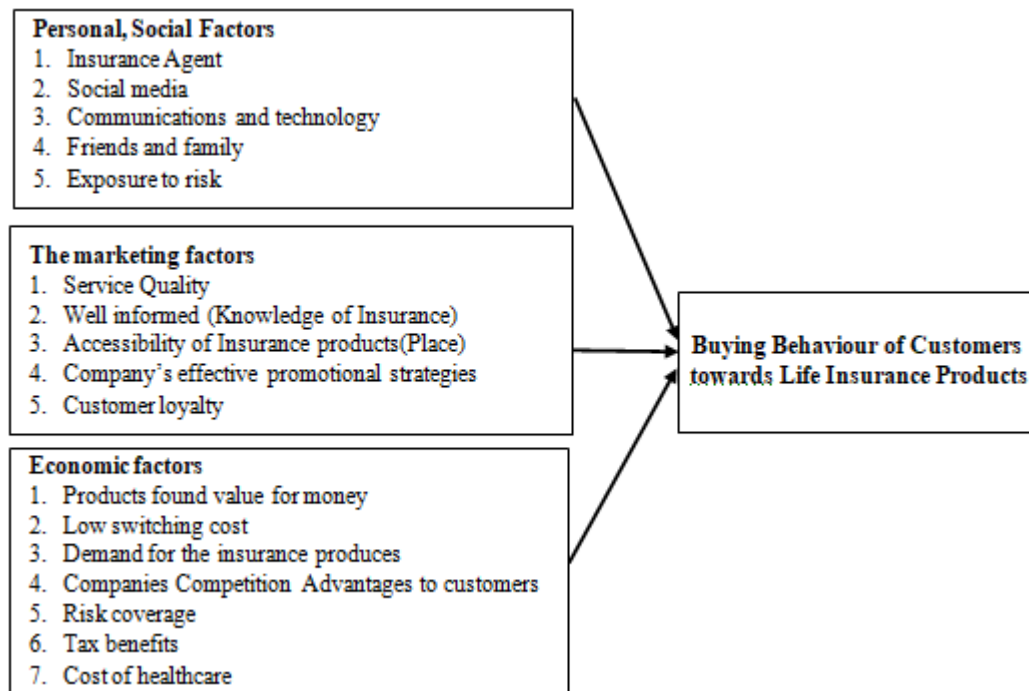 Personal, Social Factors
1. Insurance Agent
2. Social media
3. Communications and technology
4. Friends and family
5. Exposure to risk
The marketing factors
1. Service Quality
2. Well informed (Knowledge of Insurance)
3. Accessibility of Insurance products(Place)
4. Company’s effective promotional strategies
5. Customer loyalty
Economic factors
1. Products found value for money
2. Low switching cost
3. Demand for the insurance produces
4. Companies Competition Advantages to customers
5. Risk coverage
6. Tax benefits
7. Cost of healthcare
Buying Behaviour of Customers
towards Life Insurance Products